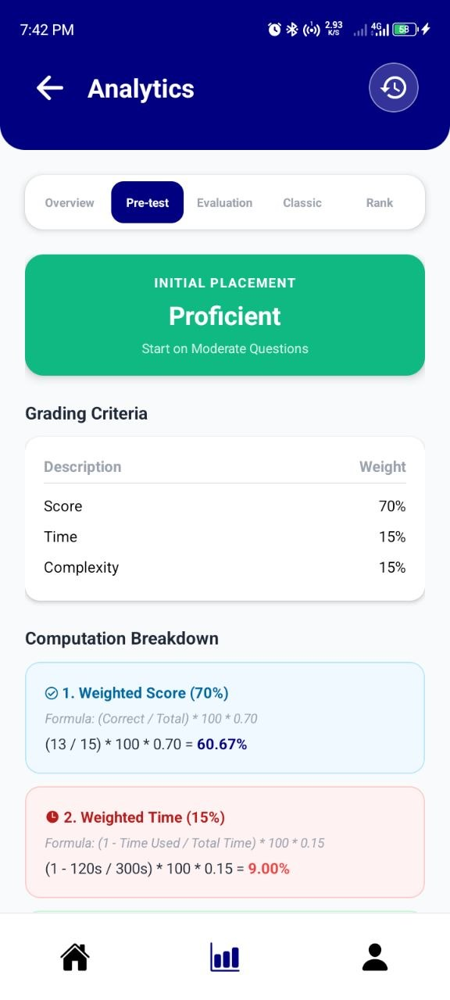 7:42 PM
2.93
K/S
4G
58
Analytics
Overview Pre-test Evaluation Classic Rank
INITIAL PLACEMENT
Proficient
Start on Moderate Questions
Grading Criteria
Description Weight
Score 70%
Time 15%
Complexity 15%
Computation Breakdown
1. Weighted Score (70%)
Formula: (Correct / Total) * 100 * 0.70
(13 / 15) * 100 * 0.70 = 60.67%
2. Weighted Time (15%)
Formula: (1 - Time Used / Total Time) * 100 * 0.15
(1 - 120s / 300s) * 100 * 0.15 = 9.00%